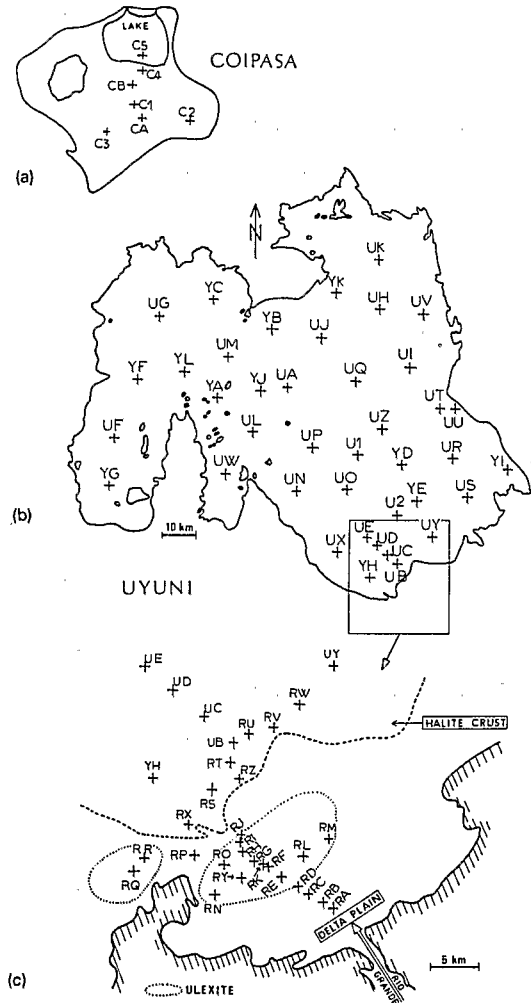 LAKE
C5
COIPASA
C4
CB
C1
C2
CA
C3
(a)
N
UK
YC
YK
UG
UH
UV
YB
UJ
UM
UI
YF
YL
UQ
YA
YJ
UA
UT
UU
UF
UL
UZ
UP
U1
UR
YD
YI
YG
UW
UN
UO
YE
US
U2
(b)
10 km
UE
UY
UX
UD
UC
YH
UB
UYUNI
UE
UY
UD
RW
UC
RV
HALITE CRUST
RU
UB
RT
YH
RZ
RS
RX
RJ
RM
RR
RP
RO
RG
RL
RF
RQ
RY
RK
RE
RD
RC
RN
RB
RA
DELTA PLAIN
RIO
GRANDE
5 km
(c)
ULEXITE